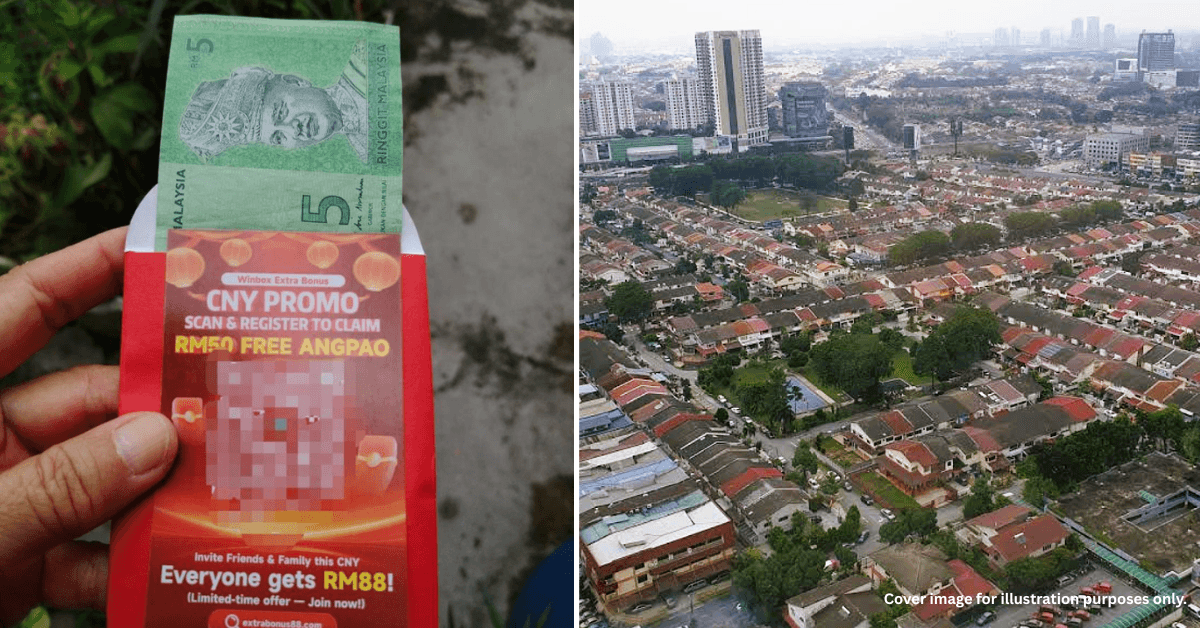 RM 5
RINGGIT MALAYSIA
MALAYSIA
5
Winbox Extra Bonus
CNY PROMO
SCAN & REGISTER TO CLAIM
RM50 FREE ANGPAO
Invite Friends & Family this CNY
Everyone gets RM88!
(Limited-time offer — Join now!)
extrabonus88.com
Cover image for illustration purposes only.